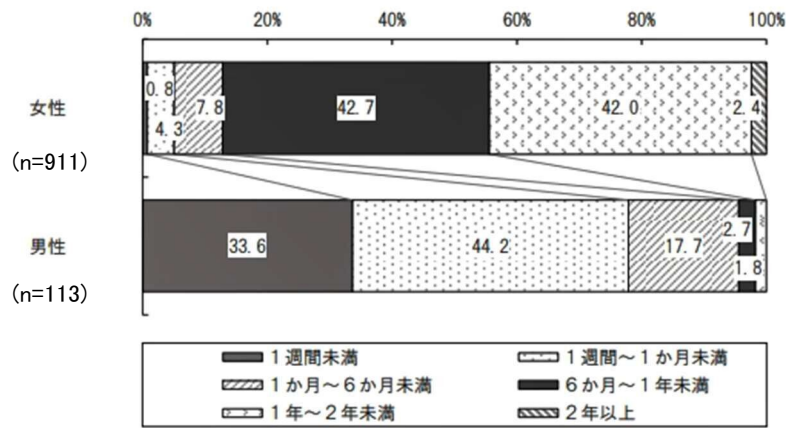 0% 20% 40% 60% 80% 100%
女性
(n=911)
0.8
4.3
7.8
42.7
42.0
2.4
男性
(n=113)
33.6
44.2
17.7
2.7
1.8
1週間未満 1週間～1か月未満
1か月～6か月未満 6か月～1年未満
1年～2年未満 2年以上